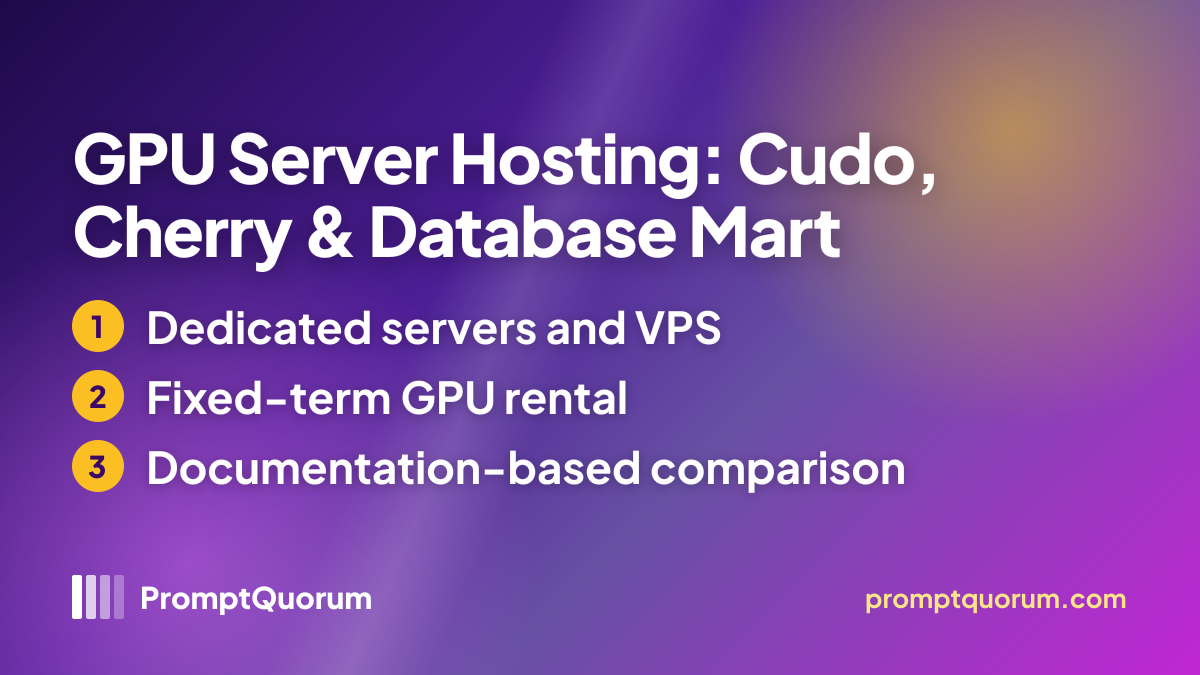 GPU Server Hosting: Cudo,
Cherry & Database Mart
1 Dedicated servers and VPS
2 Fixed-term GPU rental
3 Documentation-based comparison
PromptQuorum
promptquorum.com